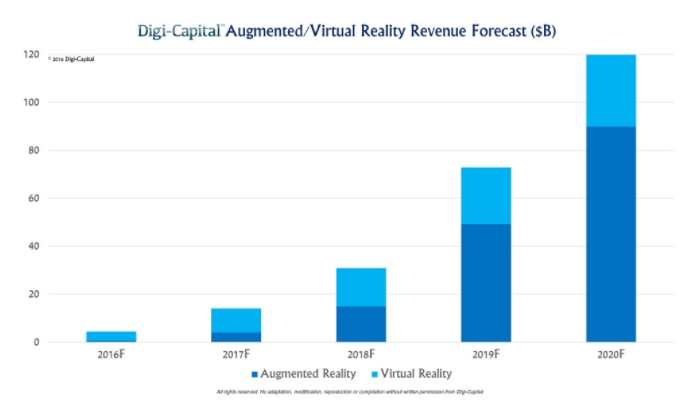 Digi-Capital™ Augmented/Virtual Reality Revenue Forecast ($B)
© 2016 Digi-Capital
120
100
80
60
40
20
0
2016F 2017F 2018F 2019F 2020F
Augmented Reality Virtual Reality
All rights reserved. No adaptation, modification, reproduction or compilation without written permission from Digi-Capital